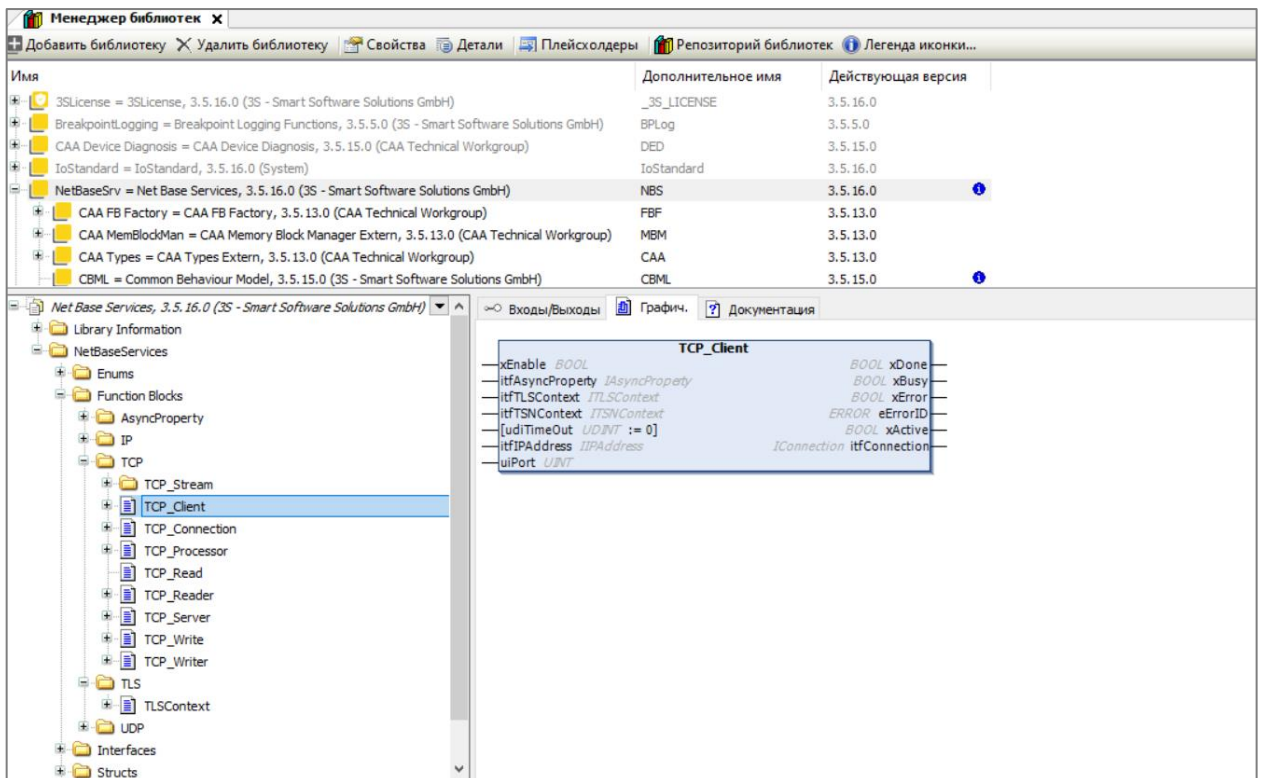 Менеджер библиотек X
Добавить библиотеку Удалить библиотеку Свойства Детали Плейсхолдеры Репозиторий библиотек Легенда иконки...
Имя Дополнительное имя Действующая версия
3SLicense = 3SLicense, 3.5.16.0 (3S - Smart Software Solutions GmbH) _3S_LICENSE 3.5.16.0
BreakpointLogging = Breakpoint Logging Functions, 3.5.5.0 (3S - Smart Software Solutions GmbH) BPLog 3.5.5.0
CAA Device Diagnosis = CAA Device Diagnosis, 3.5.15.0 (CAA Technical Workgroup) DED 3.5.15.0
IoStandard = IoStandard, 3.5.16.0 (System) IoStandard 3.5.16.0
NetBaseSrv = Net Base Services, 3.5.16.0 (3S - Smart Software Solutions GmbH) NBS 3.5.16.0
CAA FB Factory = CAA FB Factory, 3.5.13.0 (CAA Technical Workgroup) FBF 3.5.13.0
CAA MemBlockMan = CAA Memory Block Manager Extern, 3.5.13.0 (CAA Technical Workgroup) MBM 3.5.13.0
CAA Types = CAA Types Extern, 3.5.13.0 (CAA Technical Workgroup) CAA 3.5.13.0
CBML = Common Behaviour Model, 3.5.15.0 (3S - Smart Software Solutions GmbH) CBML 3.5.15.0
Net Base Services, 3.5.16.0 (3S - Smart Software Solutions GmbH)
Library Information
NetBaseServices
Enums
Function Blocks
AsyncProperty
IP
TCP
TCP_Stream
TCP_Client
TCP_Connection
TCP_Processor
TCP_Read
TCP_Reader
TCP_Server
TCP_Write
TCP_Writer
TLS
TLSContext
UDP
Interfaces
Structs
Входы/Выходы Графич. Документация
TCP_Client
xEnable BOOL BOOL xDone
itfAsyncProperty IAsyncProperty BOOL xBusy
itfTLSContext ITLSContext BOOL xError
itfTSNContext ITSNContext ERROR eErrorID
[udiTimeOut UDINT := 0] BOOL xActive
itfIPAddress IIPAddress IConnection itfConnection
uiPort UINT